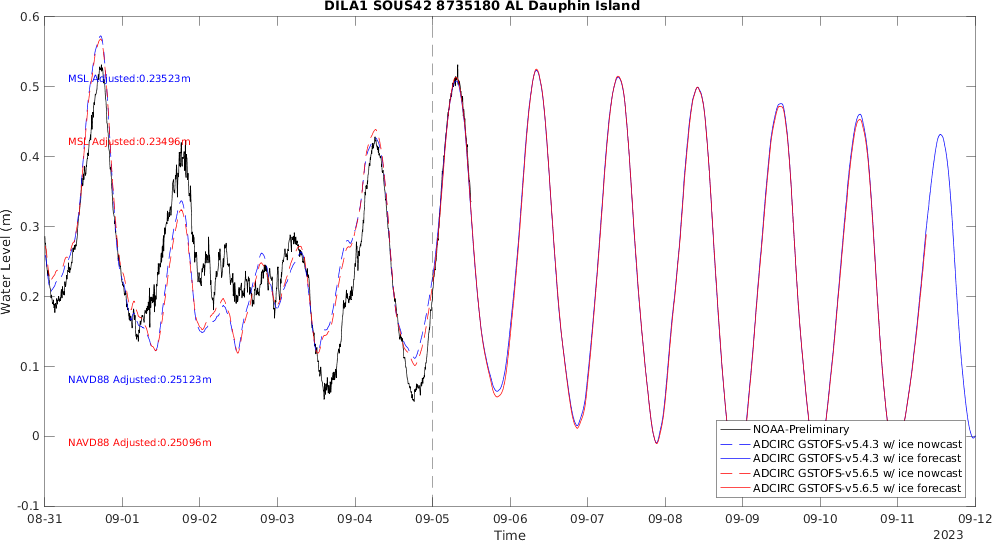 DILA1 SOUS42 8735180 AL Dauphin Island
Water Level (m)
0.6
0.5
0.4
0.3
0.2
0.1
0
-0.1
MSL Adjusted:0.23523m
MSL Adjusted:0.23496m
NAVD88 Adjusted:0.25123m
NAVD88 Adjusted:0.25096m
NOAA-Preliminary
ADCIRC GSTOFS-v5.4.3 w/ ice nowcast
ADCIRC GSTOFS-v5.4.3 w/ ice forecast
ADCIRC GSTOFS-v5.6.5 w/ ice nowcast
ADCIRC GSTOFS-v5.6.5 w/ ice forecast
08-31 09-01 09-02 09-03 09-04 09-05 09-06 09-07 09-08 09-09 09-10 09-11 09-12
Time
2023